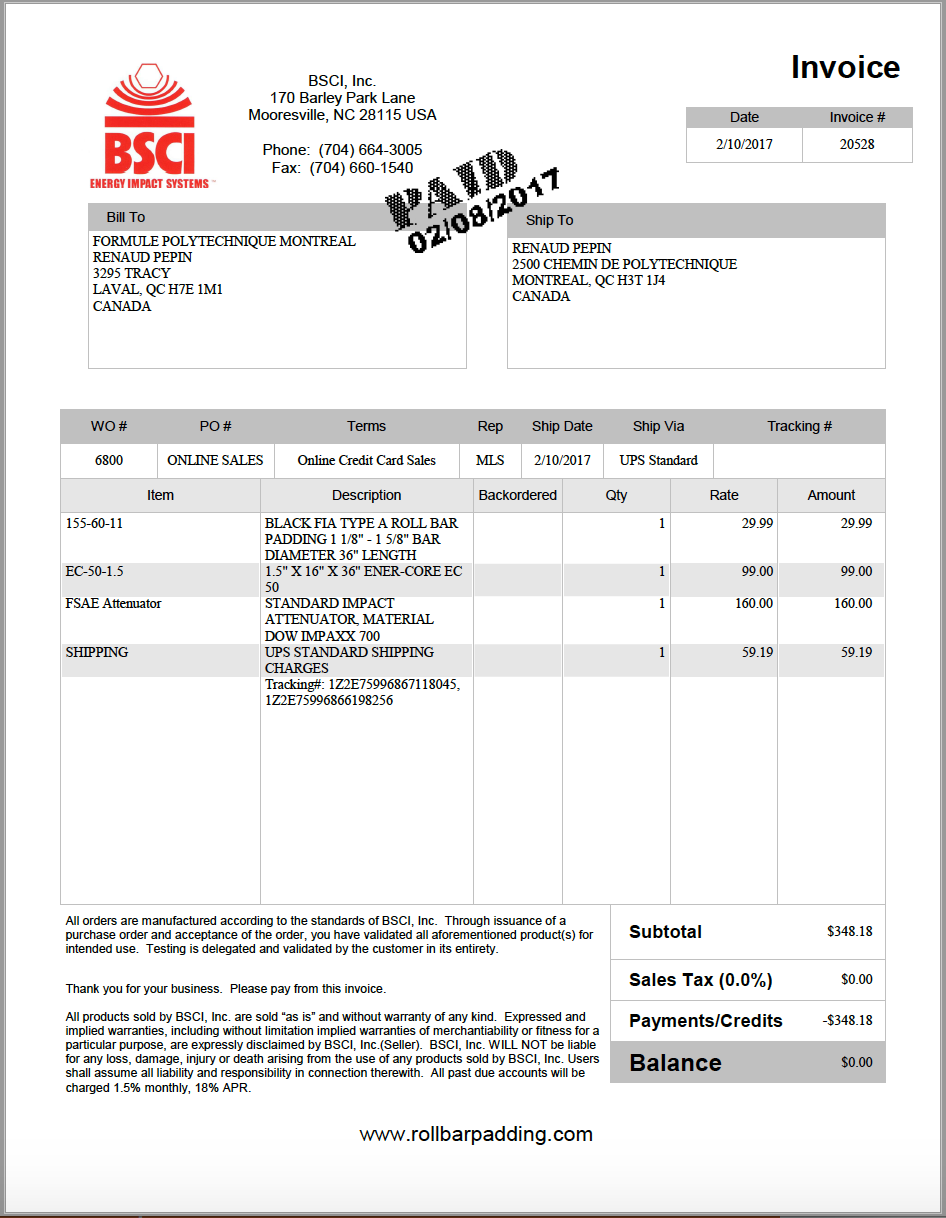 Invoice
BSCI
ENERGY IMPACT SYSTEMS™
BSCI, Inc.
170 Barley Park Lane
Mooresville, NC 28115 USA
Phone: (704) 664-3005
Fax: (704) 660-1540
Date Invoice #
2/10/2017 20528
PAID
02/08/2017
Bill To
FORMULE POLYTECHNIQUE MONTREAL
RENAUD PEPIN
3295 TRACY
LAVAL, QC H7E 1M1
CANADA
Ship To
RENAUD PEPIN
2500 CHEMIN DE POLYTECHNIQUE
MONTREAL, QC H3T 1J4
CANADA
WO # PO # Terms Rep Ship Date Ship Via Tracking #
6800 ONLINE SALES Online Credit Card Sales MLS 2/10/2017 UPS Standard
Item Description Backordered Qty Rate Amount
155-60-11 BLACK FIA TYPE A ROLL BAR 1 29.99 29.99
PADDING 1 1/8" - 1 5/8" BAR
DIAMETER 36" LENGTH
EC-50-1.5 1.5" X 16" X 36" ENER-CORE EC 1 99.00 99.00
50
FSAE Attenuator STANDARD IMPACT 1 160.00 160.00
ATTENUATOR, MATERIAL
DOW IMPAXX 700
SHIPPING UPS STANDARD SHIPPING 1 59.19 59.19
CHARGES
Tracking#: 1Z2E75996867118045,
1Z2E75996866198256
All orders are manufactured according to the standards of BSCI, Inc. Through issuance of a
purchase order and acceptance of the order, you have validated all aforementioned product(s) for
intended use. Testing is delegated and validated by the customer in its entirety.
Thank you for your business. Please pay from this invoice.
All products sold by BSCI, Inc. are sold “as is” and without warranty of any kind. Expressed and
implied warranties, including without limitation implied warranties of merchantability or fitness for a
particular purpose, are expressly disclaimed by BSCI, Inc.(Seller). BSCI, Inc. WILL NOT be liable
for any loss, damage, injury or death arising from the use of any products sold by BSCI, Inc. Users
shall assume all liability and responsibility in connection therewith. All past due accounts will be
charged 1.5% monthly, 18% APR.
Subtotal $348.18
Sales Tax (0.0%) $0.00
Payments/Credits -$348.18
Balance $0.00
www.rollbarpadding.com